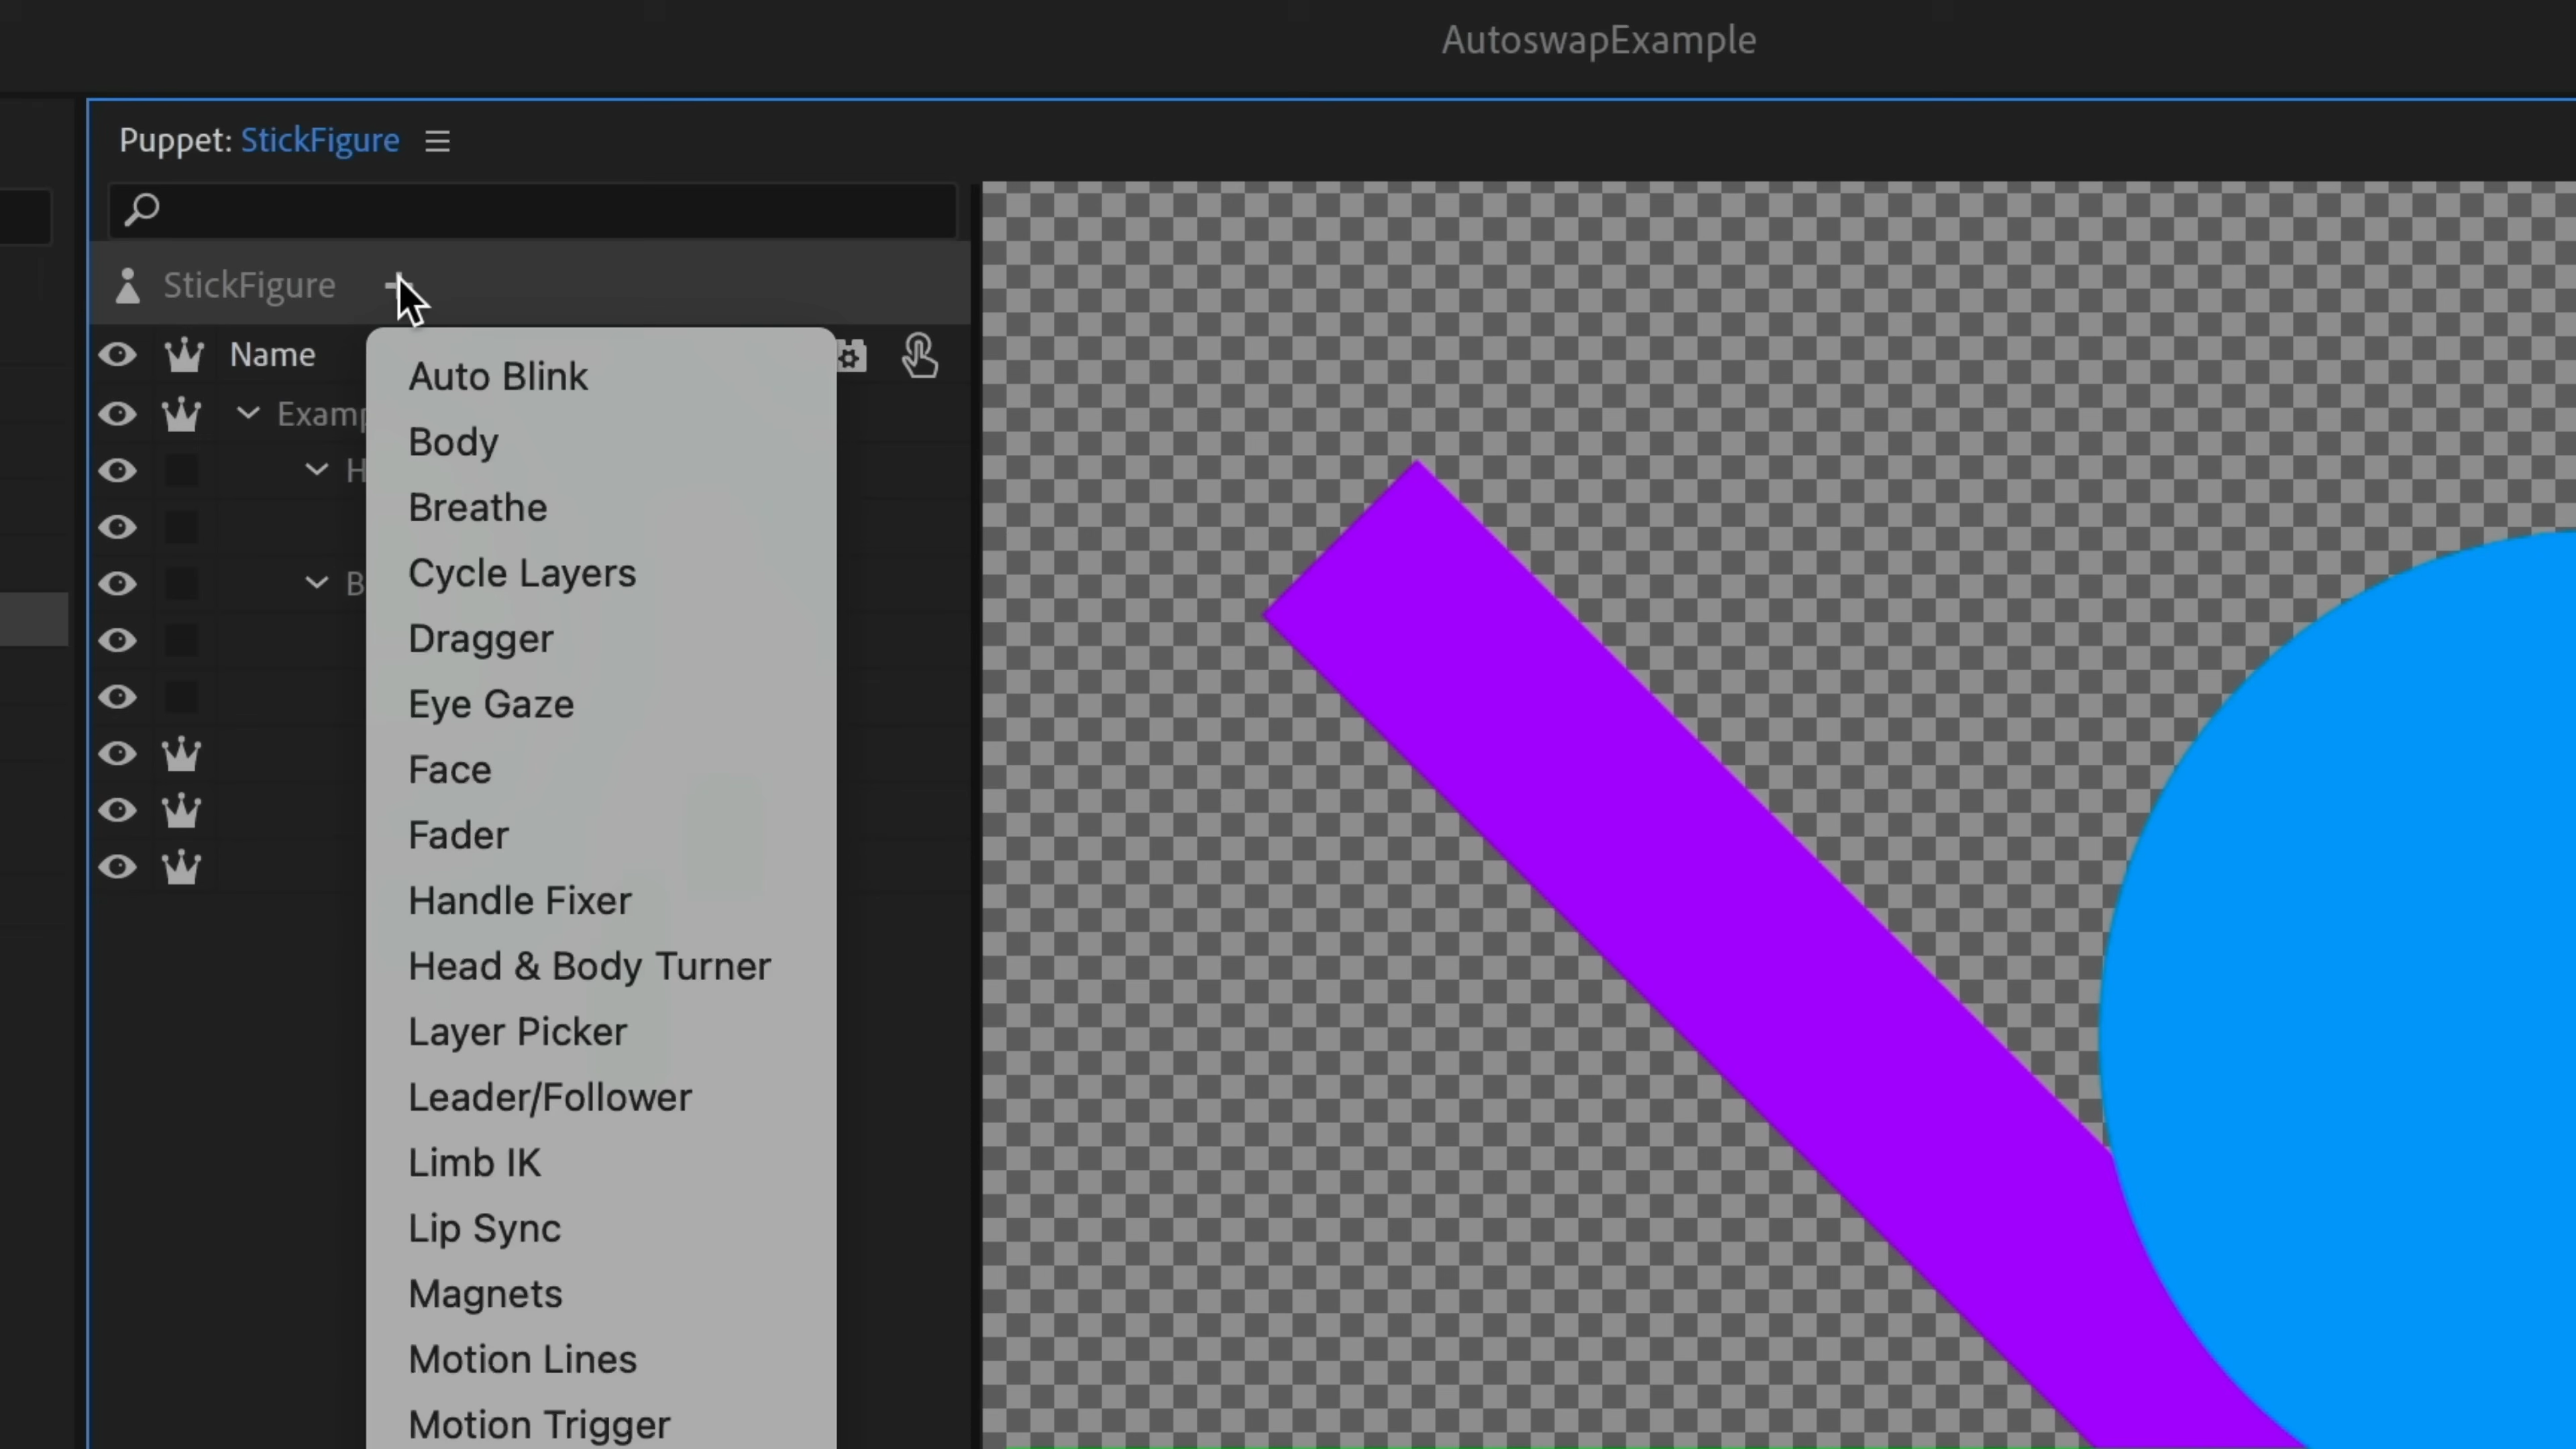 AutoswapExample
Puppet: StickFigure
StickFigure
Name
Auto Blink
Body
Breathe
Cycle Layers
Dragger
Eye Gaze
Face
Fader
Handle Fixer
Head & Body Turner
Layer Picker
Leader/Follower
Limb IK
Lip Sync
Magnets
Motion Lines
Motion Trigger